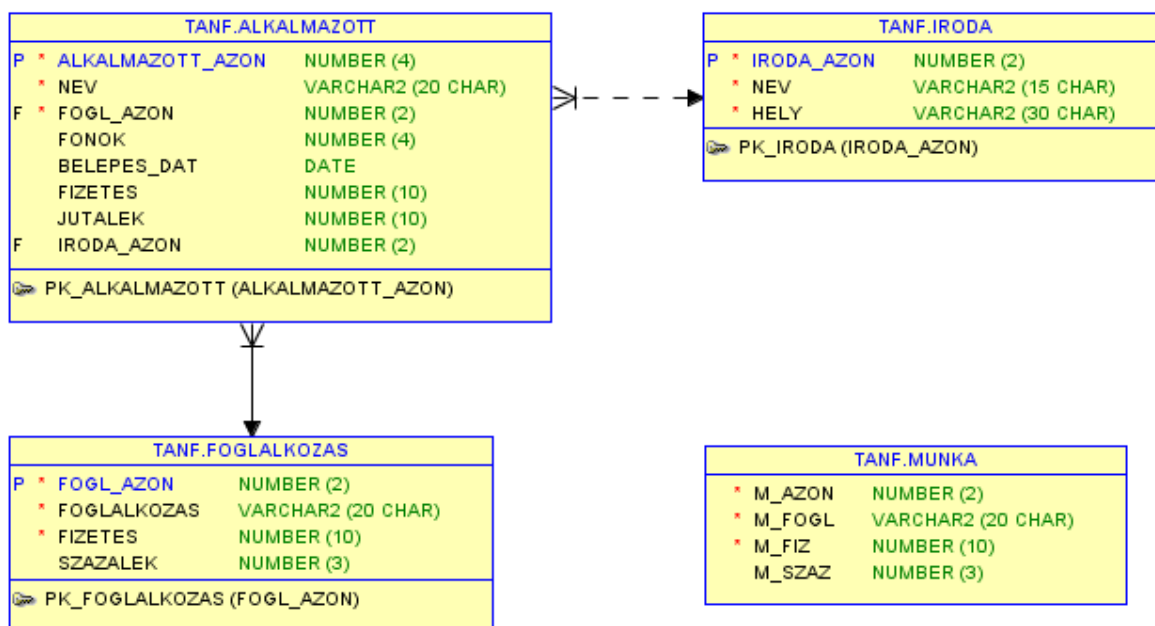 TANF.ALKALMAZOTT
P * ALKALMAZOTT_AZON NUMBER (4)
* NEV VARCHAR2 (20 CHAR)
F * FOGL_AZON NUMBER (2)
FONOK NUMBER (4)
BELEPES_DAT DATE
FIZETES NUMBER (10)
JUTALEK NUMBER (10)
F IRODA_AZON NUMBER (2)
PK_ALKALMAZOTT (ALKALMAZOTT_AZON)
TANF.IRODA
P * IRODA_AZON NUMBER (2)
* NEV VARCHAR2 (15 CHAR)
* HELY VARCHAR2 (30 CHAR)
PK_IRODA (IRODA_AZON)
TANF.FOGLALKOZAS
P * FOGL_AZON NUMBER (2)
* FOGLALKOZAS VARCHAR2 (20 CHAR)
* FIZETES NUMBER (10)
SZAZALEK NUMBER (3)
PK_FOGLALKOZAS (FOGL_AZON)
TANF.MUNKA
* M_AZON NUMBER (2)
* M_FOGL VARCHAR2 (20 CHAR)
* M_FIZ NUMBER (10)
M_SZAZ NUMBER (3)